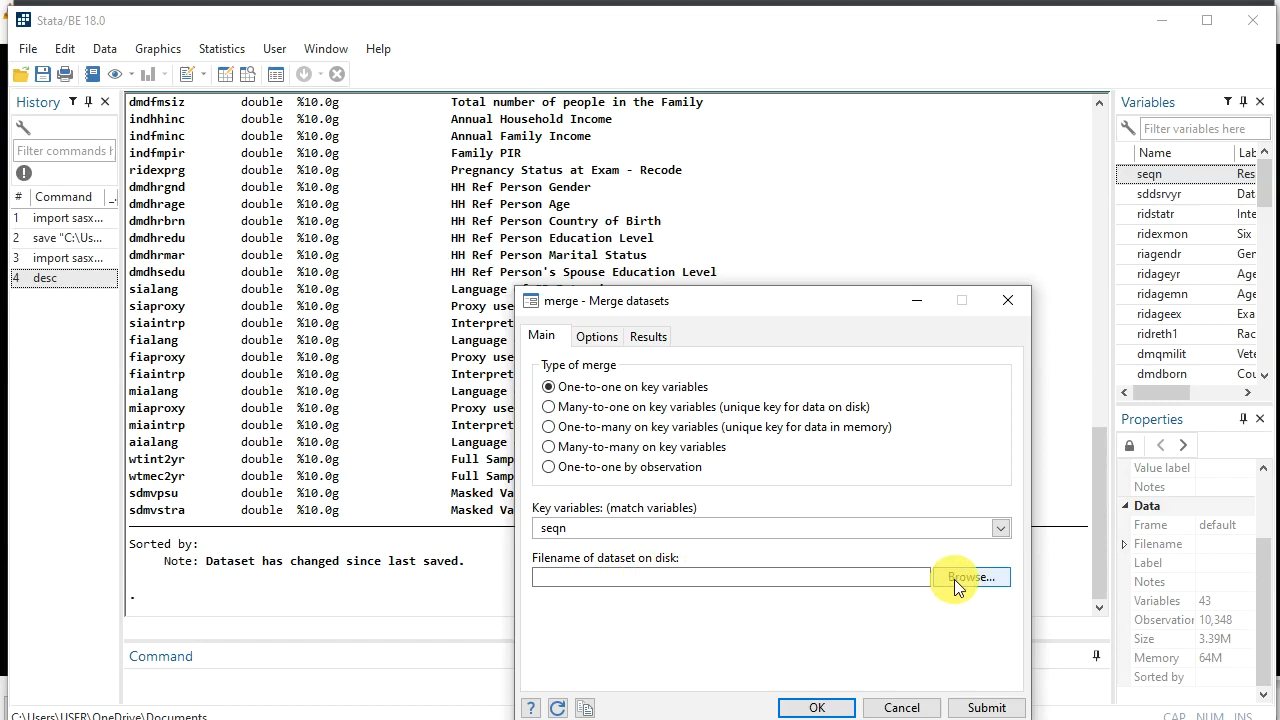 Stata/BE 18.0
File Edit Data Graphics Statistics User Window Help
History
Filter commands h
# Command _
1 import sasx...
2 save "C:\Us...
3 import sasx...
4 desc
dmdfmsiz double %10.0g Total number of people in the Family
indhhinc double %10.0g Annual Household Income
indfminc double %10.0g Annual Family Income
indfmpir double %10.0g Family PIR
ridexprg double %10.0g Pregnancy Status at Exam - Recode
dmdhrgnd double %10.0g HH Ref Person Gender
dmdhrage double %10.0g HH Ref Person Age
dmdhrbrn double %10.0g HH Ref Person Country of Birth
dmdhredu double %10.0g HH Ref Person Education Level
dmdhrmar double %10.0g HH Ref Person Marital Status
dmdhsedu double %10.0g HH Ref Person's Spouse Education Level
sialang double %10.0g Language
siaproxy double %10.0g Proxy use
siaintrp double %10.0g Interpret
fialang double %10.0g Language
fiaproxy double %10.0g Proxy use
fiaintrp double %10.0g Interpret
mialang double %10.0g Language
miaproxy double %10.0g Proxy use
miaintrp double %10.0g Interpret
aialang double %10.0g Language
wtint2yr double %10.0g Full Samp
wtmec2yr double %10.0g Full Samp
sdmvpsu double %10.0g Masked Va
sdmvstra double %10.0g Masked Va
Sorted by:
Note: Dataset has changed since last saved.
.
Command
C:\Users\USER\OneDrive\Documents
merge - Merge datasets
Main Options Results
Type of merge
One-to-one on key variables
Many-to-one on key variables (unique key for data on disk)
One-to-many on key variables (unique key for data in memory)
Many-to-many on key variables
One-to-one by observation
Key variables: (match variables)
seqn
Filename of dataset on disk:
Browse...
? OK Cancel Submit
Variables
Filter variables here
Name Lab
seqn Res
sddsrvyr Dat
ridstatr Inte
ridexmon Six
riagendr Ger
ridageyr Age
ridagemn Age
ridageex Exa
ridreth1 Rac
dmqmilit Vete
dmdborn Cou
Properties
Value label
Notes
Data
Frame default
Filename
Label
Notes
Variables 43
Observation 10,348
Size 3.39M
Memory 64M
Sorted by
CAP NUM INS